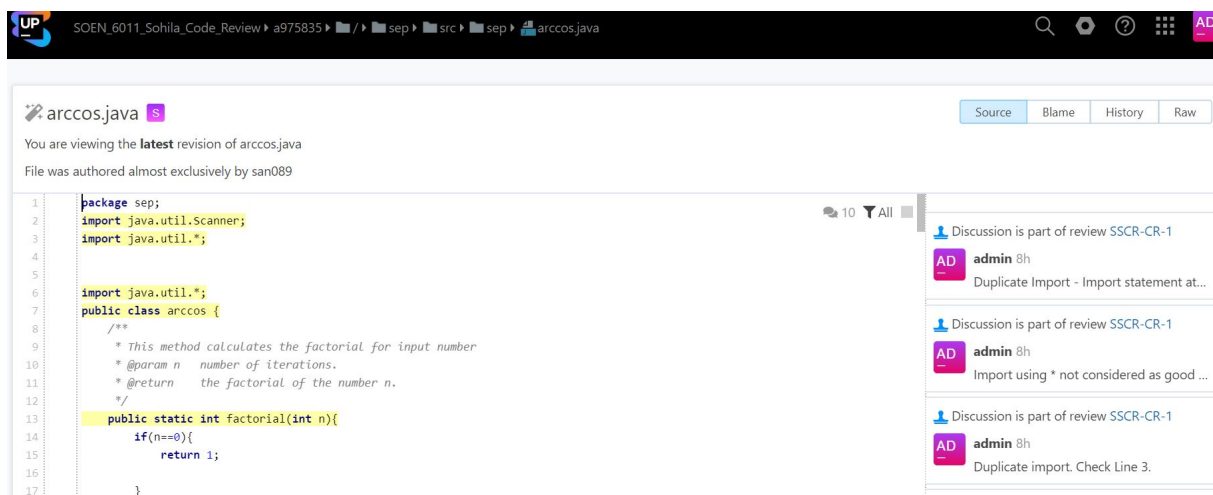 UP
SOEN_6011_Sohila_Code_Review a975835 / sep src sep arccos.java
AD
arccos.java S
Source Blame History Raw
You are viewing the latest revision of arccos.java
File was authored almost exclusively by san089
10 All
1 package sep;
2 import java.util.Scanner;
3 import java.util.*;
4
5
6 import java.util.*;
7 public class arccos {
8 /**
9 * This method calculates the factorial for input number
10 * @param n number of iterations.
11 * @return the factorial of the number n.
12 */
13 public static int factorial(int n){
14 if(n==0){
15 return 1;
16
17 }
Discussion is part of review SSCR-CR-1
AD admin 8h
Duplicate Import - Import statement at...
Discussion is part of review SSCR-CR-1
AD admin 8h
Import using * not considered as good ...
Discussion is part of review SSCR-CR-1
AD admin 8h
Duplicate import. Check Line 3.